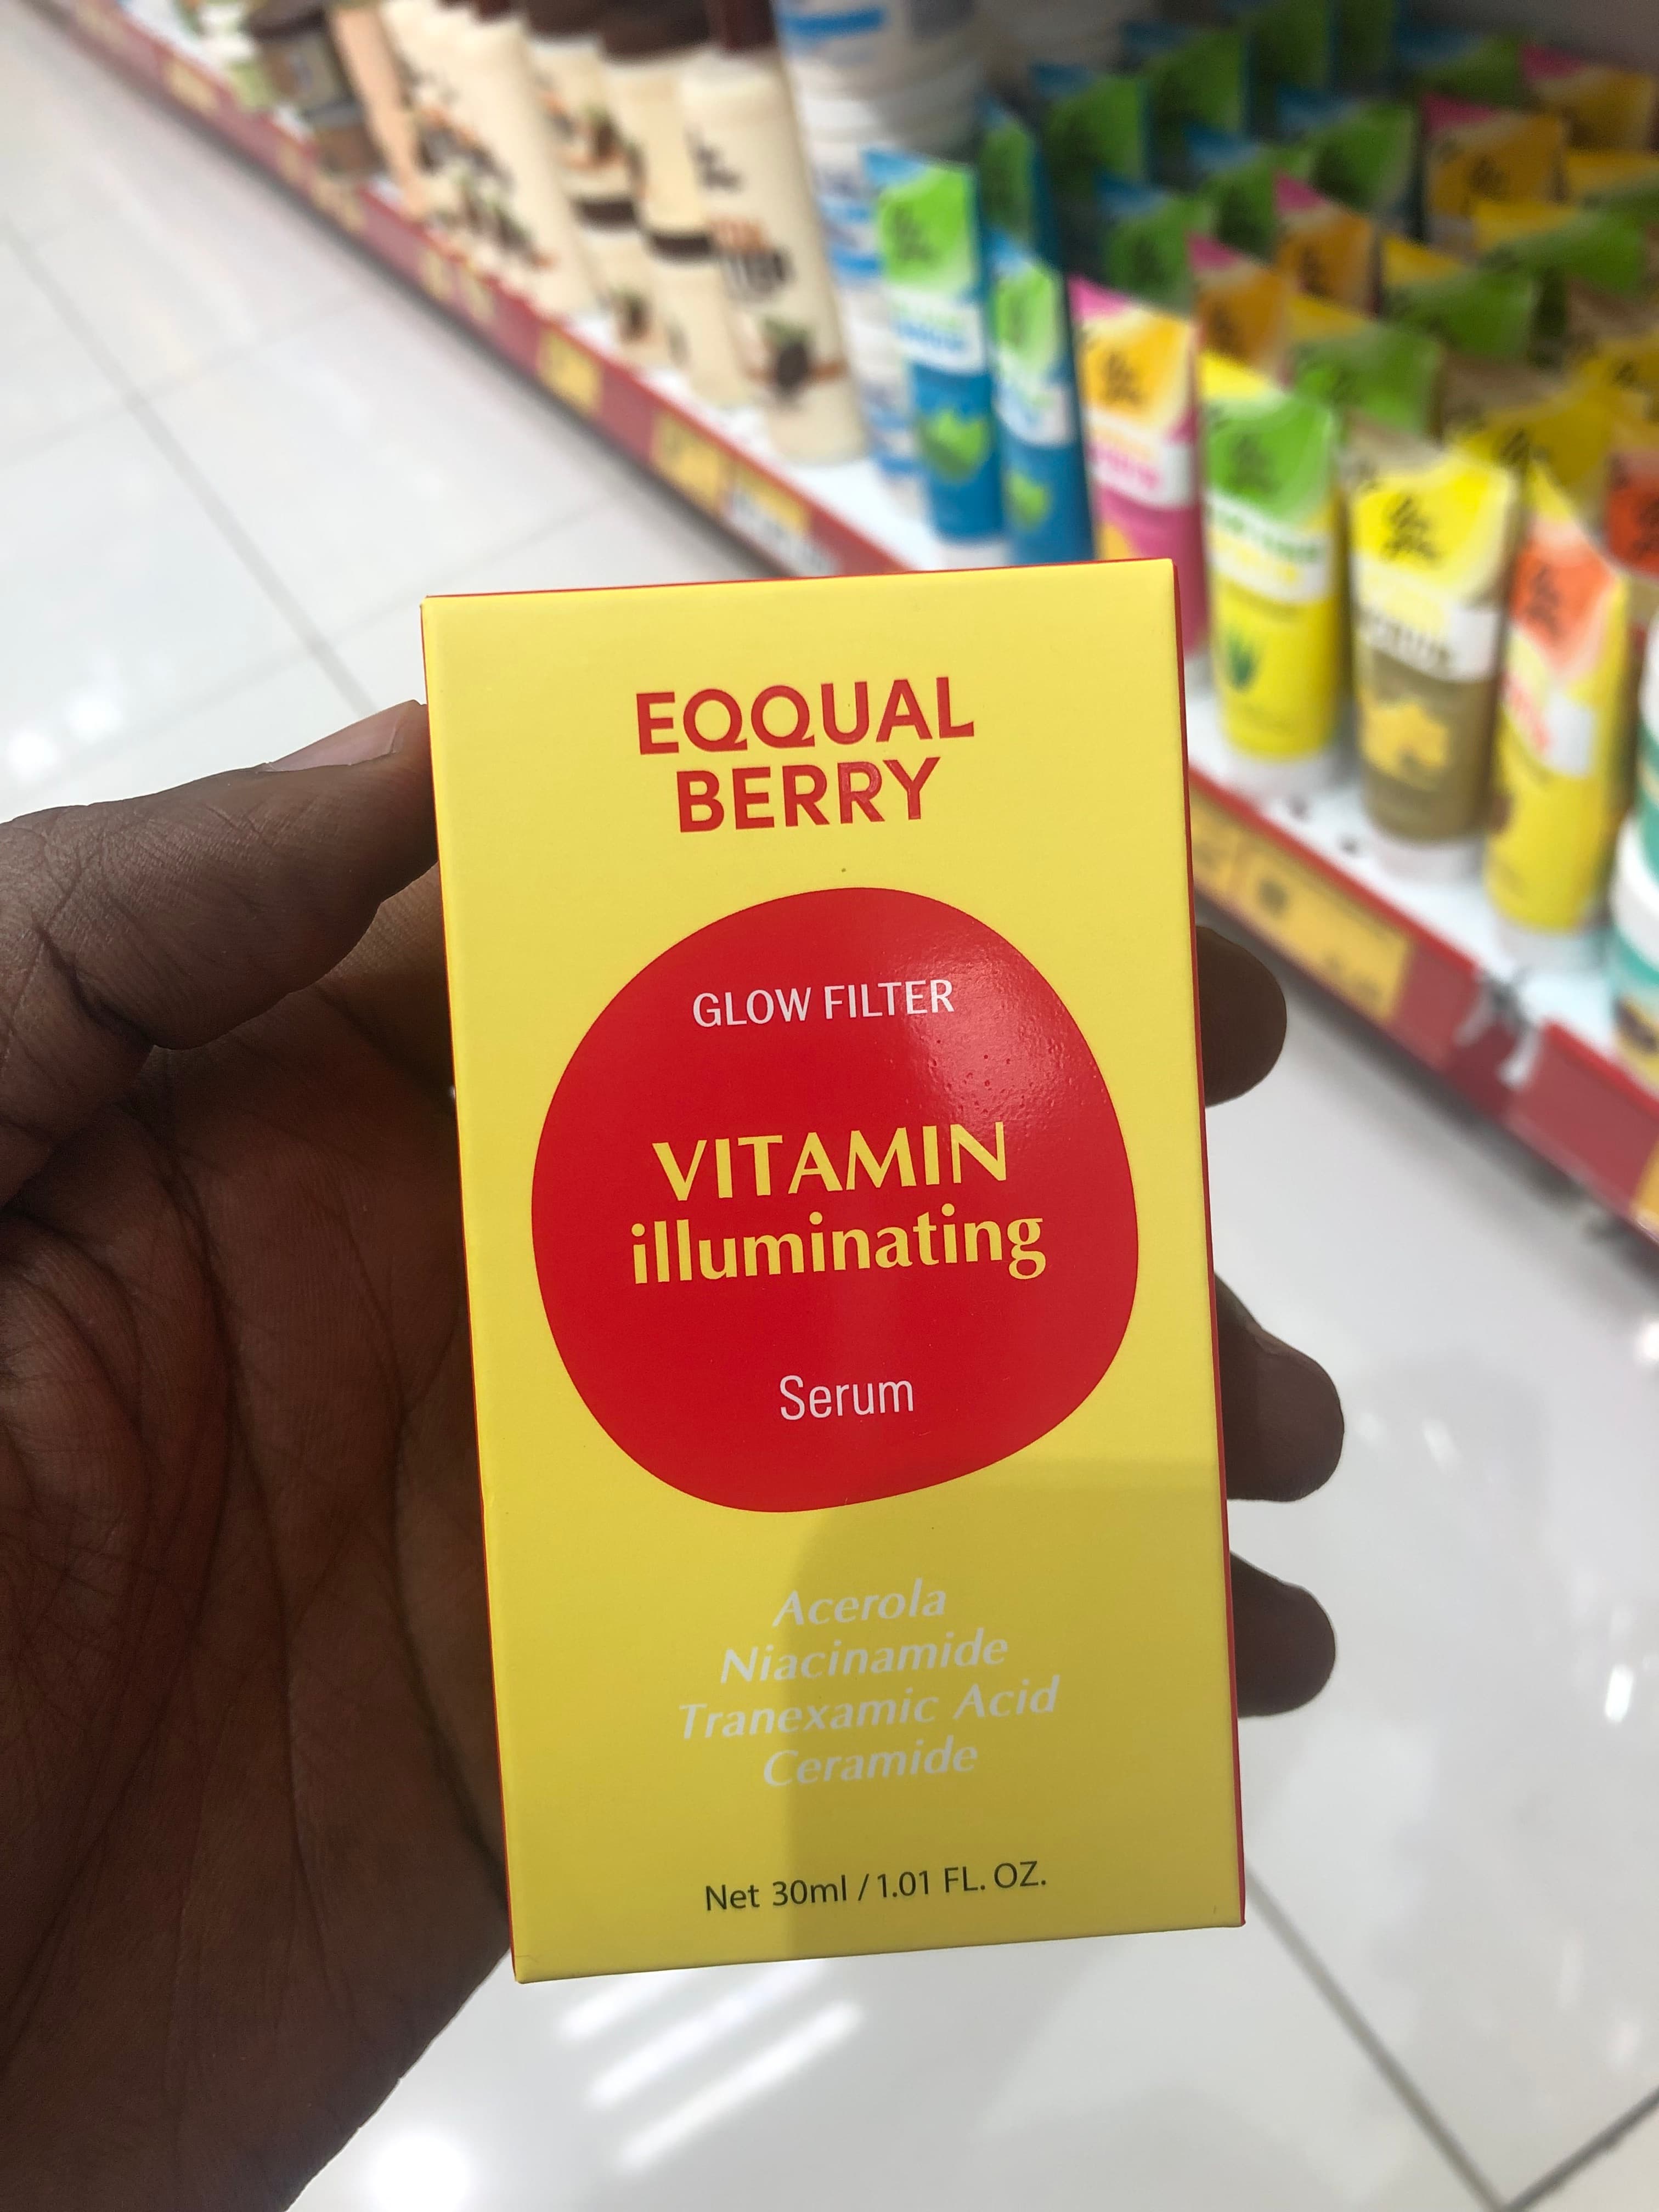 EQQUAL
BERRY
GLOW FILTER
VITAMIN
illuminating
Serum
Acerola
Niacinamide
Tranexamic Acid
Ceramide
Net 30ml / 1.01 FL. OZ.